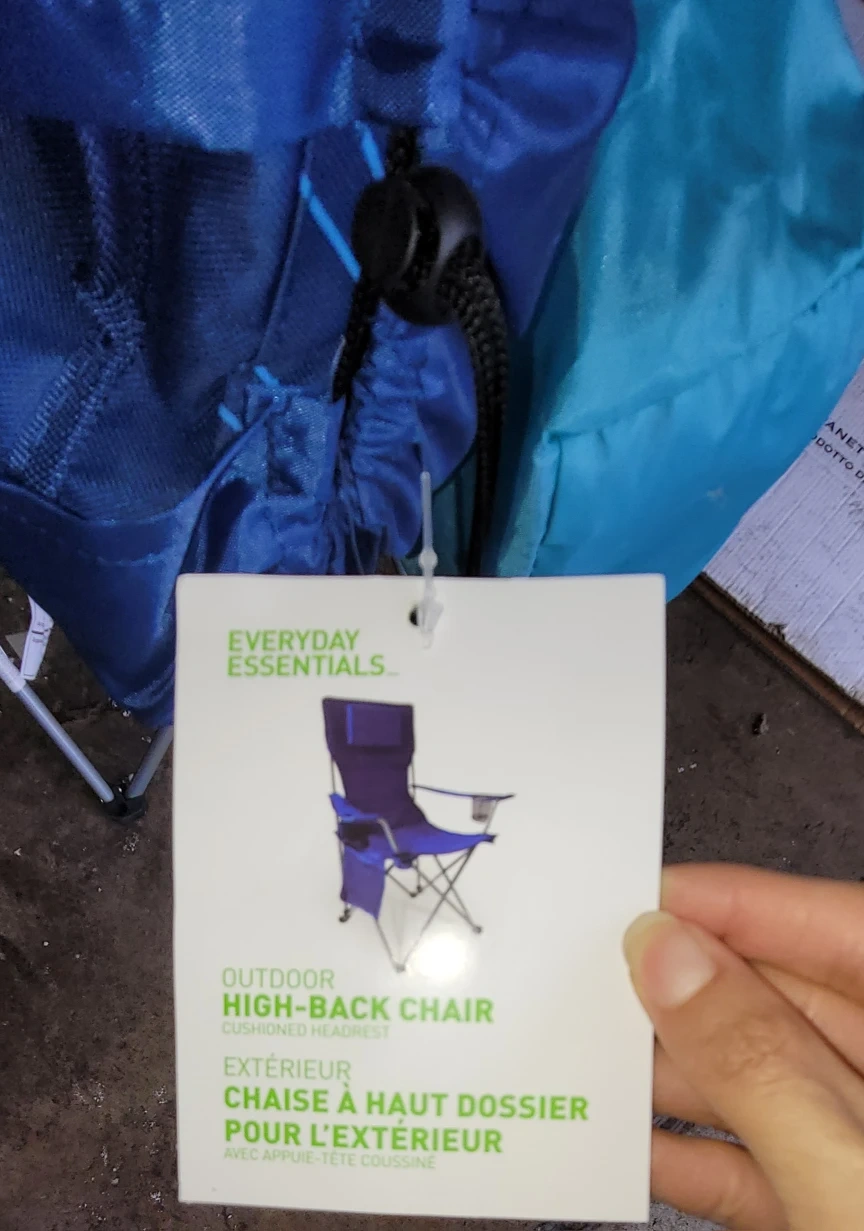 EVERYDAY
ESSENTIALS
OUTDOOR
HIGH-BACK CHAIR
CUSHIONED HEADREST
EXTÉRIEUR
CHAISE À HAUT DOSSIER
POUR L'EXTÉRIEUR
AVEC APPUIE-TÊTE COUSSINÉ